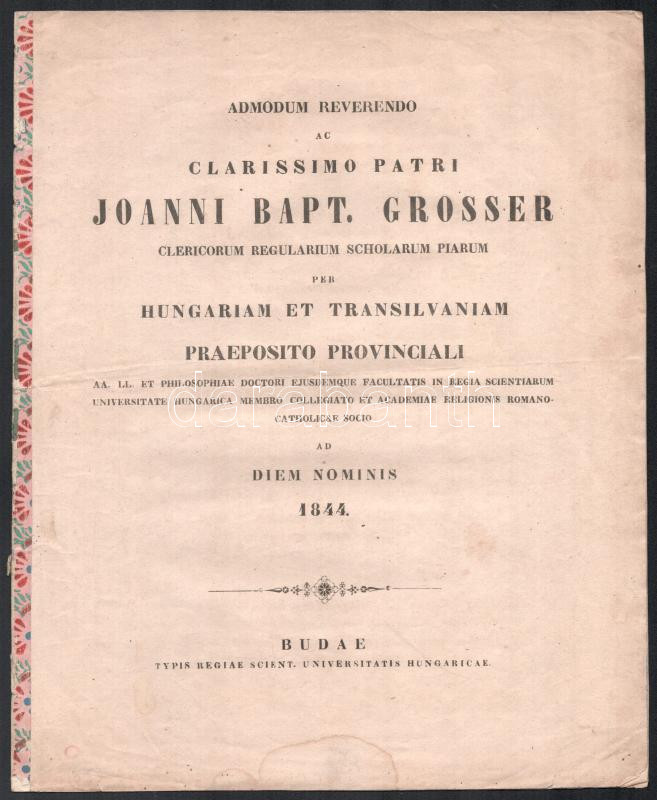 ADMODUM REVERENDO
AC
CLARISSIMO PATRI
JOANNI BAPT. GROSSER
CLERICORUM REGULARIUM SCHOLARUM PIARUM
PER
HUNGARIAM ET TRANSILVANIAM
PRAEPOSITO PROVINCIALI
AA. LL. ET PHILOSOPHIAE DOCTORI EJUSDEMQUE FACULTATIS IN REGIA SCIENTIARUM
UNIVERSITATE HUNGARICA MEMBRO COLLEGIATO ET ACADEMIAE RELIGIONIS ROMANO-
CATHOLICAE SOCIO
darabanth
AD
DIEM NOMINIS
1844.
BUDAE
TYPIS REGIAE SCIENT. UNIVERSITATIS HUNGARICAE.